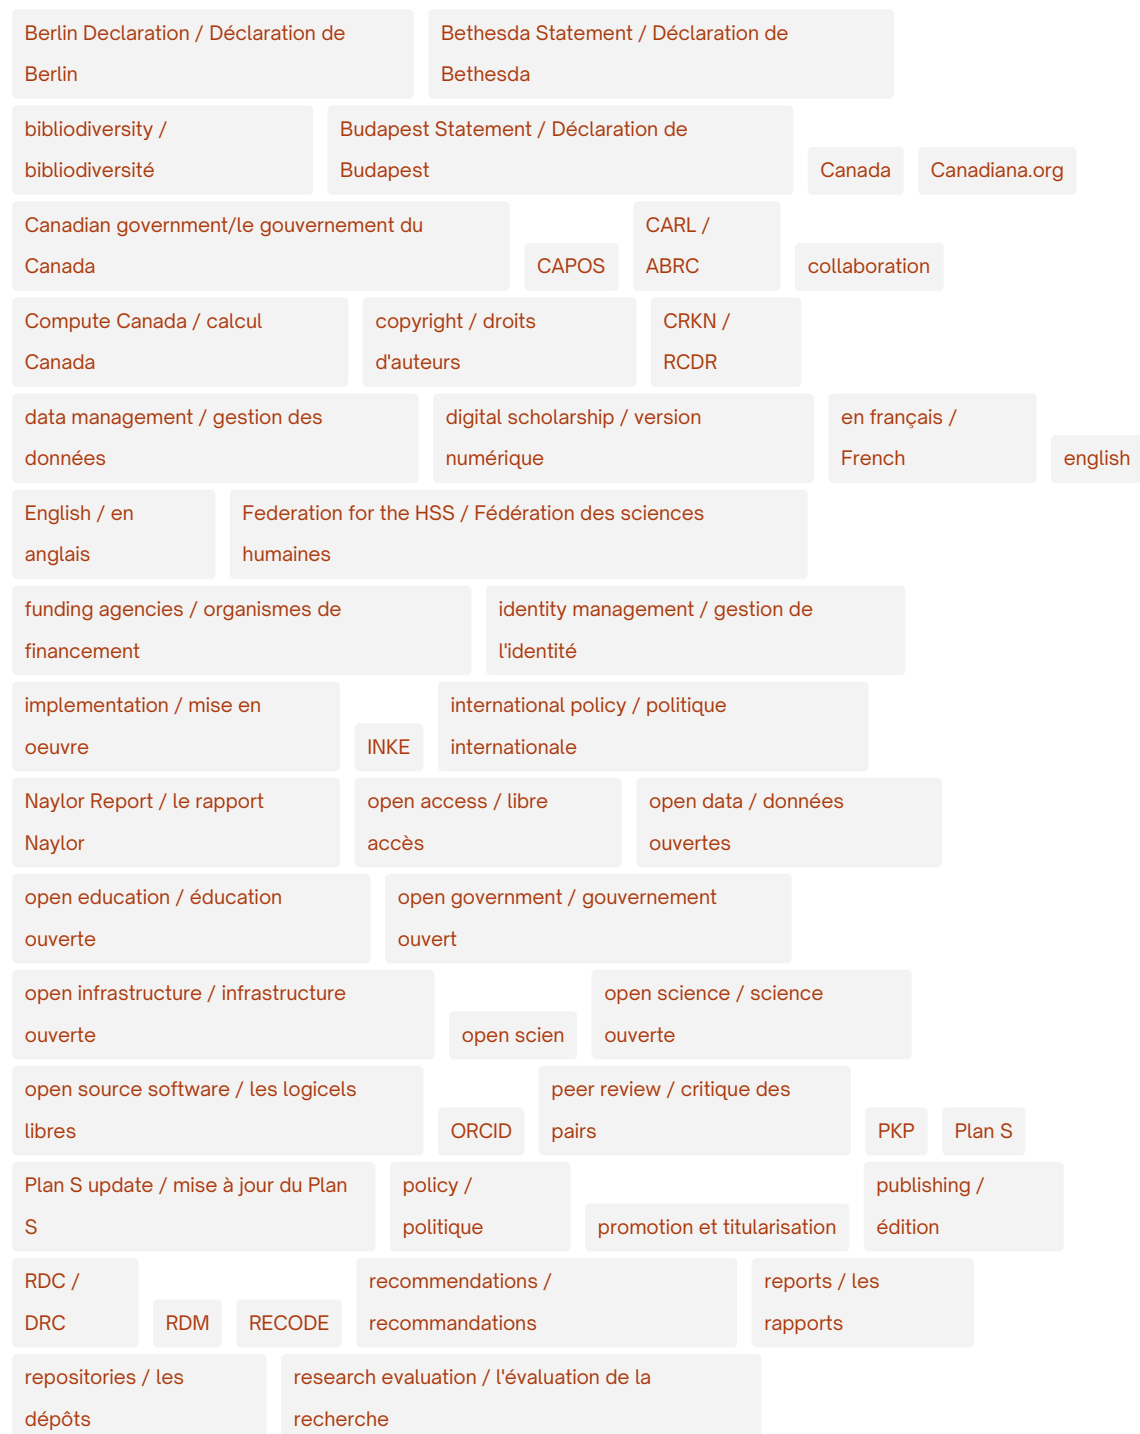 Berlin Declaration / Déclaration de
Berlin
Bethesda Statement / Déclaration de
Bethesda
bibliodiversity /
bibliodiversité
Budapest Statement / Déclaration de
Budapest
Canada
Canadiana.org
Canadian government/le gouvernement du
Canada
CAPOS
CARL /
ABRC
collaboration
Compute Canada / calcul
Canada
copyright / droits
d'auteurs
CRKN /
RCDR
data management / gestion des
données
digital scholarship / version
numérique
en français /
French
english
English / en
anglais
Federation for the HSS / Fédération des sciences
humaines
funding agencies / organismes de
financement
identity management / gestion de
l'identité
implementation / mise en
oeuvre
INKE
international policy / politique
internationale
Naylor Report / le rapport
Naylor
open access / libre
accès
open data / données
ouvertes
open education / éducation
ouverte
open government / gouvernement
ouvert
open infrastructure / infrastructure
ouverte
open scien
open science / science
ouverte
open source software / les logicels
libres
ORCID
peer review / critique des
pairs
PKP
Plan S
Plan S update / mise à jour du Plan
S
policy /
politique
promotion et titularisation
publishing /
édition
RDC /
DRC
RDM
RECODE
recommendations /
recommandations
reports / les
rapports
repositories / les
dépôts
research evaluation / l'évaluation de la
recherche